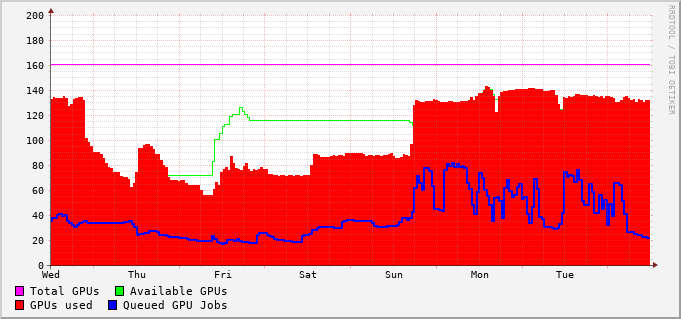 RRDTOOL / TOBI OETIKER
200
180
160
140
120
100
80
60
40
20
0
Wed Thu Fri Sat Sun Mon Tue
Total GPUs Available GPUs
GPUs used Queued GPU Jobs